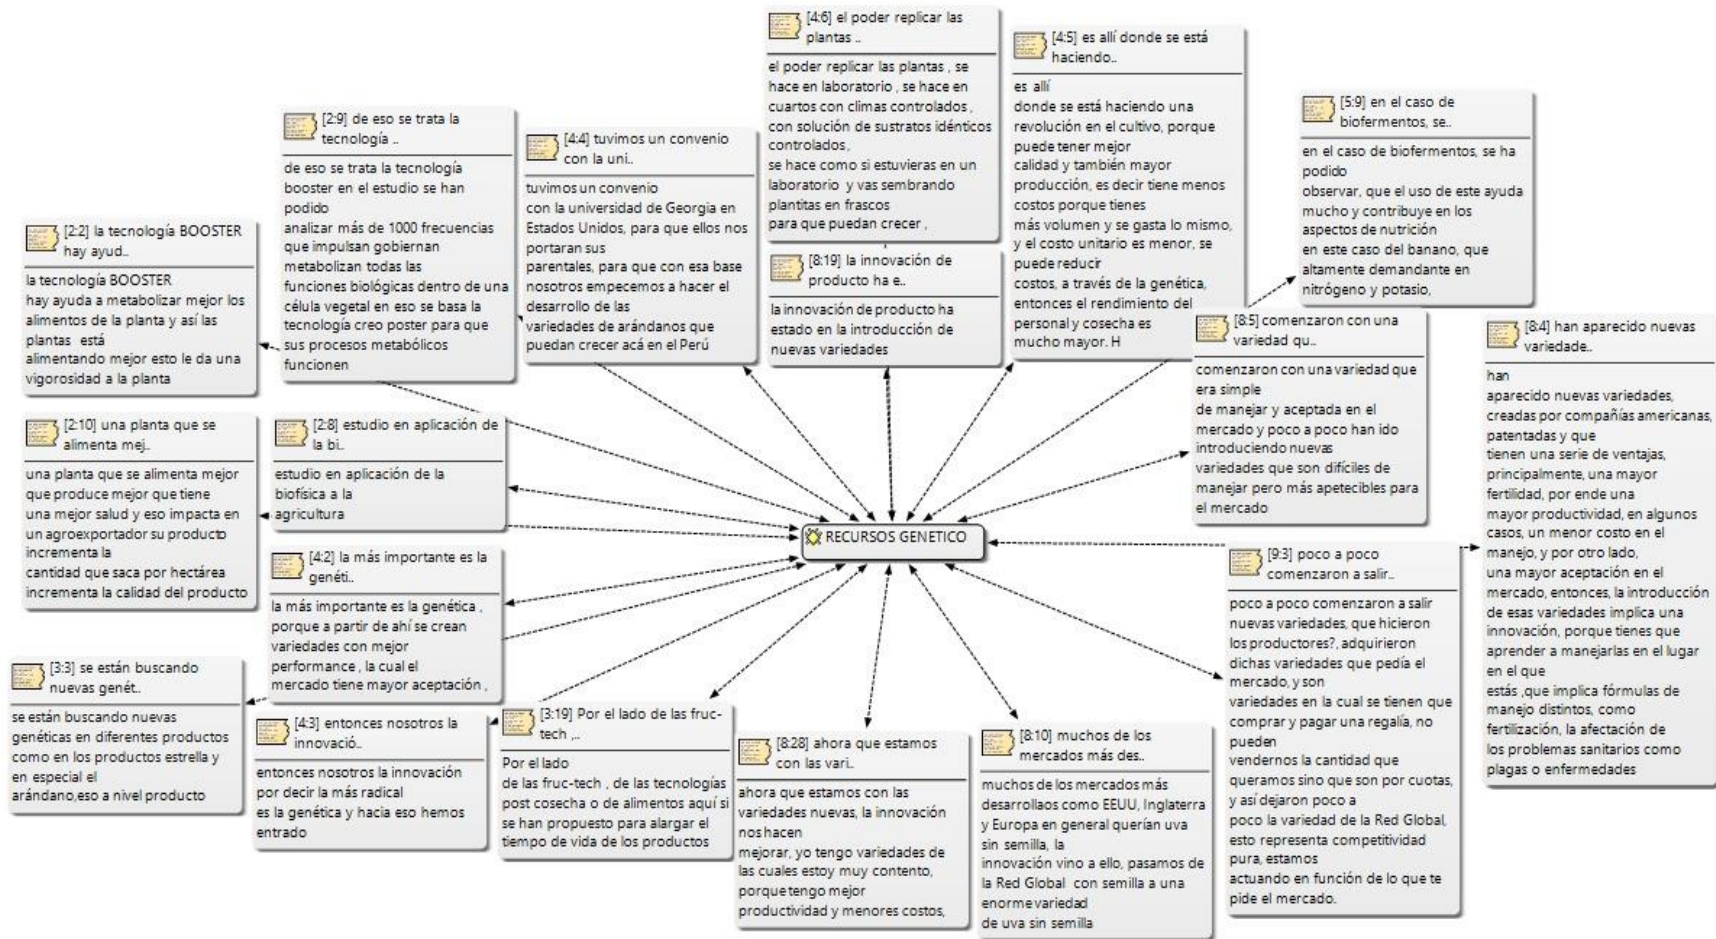 [4:6] el poder replicar las
plantas ..
el poder replicar las plantas , se
hace en laboratorio , se hace en
cuartos con climas controlados ,
con solución de sustratos idénticos
controlados ,
se hace como si estuvieras en un
laboratorio y vas sembrando
plantitas en frascos
para que puedan crecer ,
[4:5] es allí donde se está
haciendo..
es allí
donde se está haciendo una
revolución en el cultivo, porque
puede tener mejor
calidad y también mayor
producción, es decir tiene menos
costos porque tienes
más volumen y se gasta lo mismo,
y el costo unitario es menor, se
puede reducir
costos, a través de la genética,
entonces el rendimiento del
personal y cosecha es
mucho mayor. H
[5:9] en el caso de
biofermentos, se..
en el caso de biofermentos, se ha
podido
observar, que el uso de este ayuda
mucho y contribuye en los
aspectos de nutrición
en este caso del banano, que
altamente demandante en
nitrógeno y potasio,
[2:9] de eso se trata la
tecnología ..
de eso se trata la tecnología
booster en el estudio se han
podido
analizar más de 1000 frecuencias
que impulsan gobiernan
metabolizan todas las
funciones biológicas dentro de una
célula vegetal en eso se basa la
tecnología creo poster para que
sus procesos metabólicos
funcionen
[4:4] tuvimos un convenio
con la uni..
tuvimos un convenio
con la universidad de Georgia en
Estados Unidos, para que ellos nos
portaran sus
parentales, para que con esa base
nosotros empecemos a hacer el
desarrollo de las
variedades de arándanos que
puedan crecer acá en el Perú
[2:2] la tecnología BOOSTER
hay ayud..
la tecnología BOOSTER
hay ayuda a metabolizar mejor los
alimentos de la planta y así las
plantas está
alimentando mejor esto le da una
vigorosidad a la planta
[8:19] la innovación de
producto ha e..
la innovación de producto ha
estado en la introducción de
nuevas variedades
[8:5] comenzaron con una
variedad qu..
comenzaron con una variedad que
era simple
de manejar y aceptada en el
mercado y poco a poco han ido
introduciendo nuevas
variedades que son difíciles de
manejar pero más apetecibles para
el mercado
[8:4] han aparecido nuevas
variedade..
han
aparecido nuevas variedades,
creadas por compañías americanas,
patentadas y que
tienen una serie de ventajas,
principalmente, una mayor
fertilidad, por ende una
mayor productividad, en algunos
casos, un menor costo en el
manejo, y por otro lado,
una mayor aceptación en el
mercado, entonces, la introducción
de esas variedades implica una
innovación, porque tienes que
aprender a manejarlas en el lugar
en el que
estás ,que implica fórmulas de
manejo distintos, como
fertilización, la afectación de
los problemas sanitarios como
plagas o enfermedades
[2:10] una planta que se
alimenta mej..
una planta que se alimenta mejor
que produce mejor que tiene
una mejor salud y eso impacta en
un agroexportador su producto
incrementa la
cantidad que saca por hectárea
incrementa la calidad del producto
[2:8] estudio en aplicación de
la bi..
estudio en aplicación de la
biofísica a la
agricultura
RECURSOS GENETICO
[4:2] la más importante es la
genéti..
la más importante es la genética ,
porque a partir de ahí se crean
variedades con mejor
performance , la cual el
mercado tiene mayor aceptación ,
[9:3] poco a poco
comenzaron a salir..
poco a poco comenzaron a salir
nuevas variedades, que hicieron
los productores?, adquirieron
dichas variedades que pedía el
mercado, y son
variedades en la cual se tienen que
comprar y pagar una regalía, no
pueden
vendernos la cantidad que
queramos sino que son por cuotas,
y así dejaron poco a
poco la variedad de la Red Global,
esto representa competitividad
pura, estamos
actuando en función de lo que te
pide el mercado.
[3:3] se están buscando
nuevas genét..
se están buscando nuevas
genéticas en diferentes productos
como en los productos estrella y
en especial el
arándano,eso a nivel producto
[4:3] entonces nosotros la
innovació..
entonces nosotros la innovación
por decir la más radical
es la genética y hacia eso hemos
entrado
[3:19] Por el lado de las fruc-
tech ,..
Por el lado
de las fruc-tech , de las tecnologías
post cosecha o de alimentos aquí si
se han propuesto para alargar el
tiempo de vida de los productos
[8:28] ahora que estamos
con las vari..
ahora que estamos con las
variedades nuevas, la innovación
nos hacen
mejorar, yo tengo variedades de
las cuales estoy muy contento,
porque tengo mejor
productividad y menores costos,
[8:10] muchos de los
mercados más des..
muchos de los mercados más
desarrollaos como EEUU, Inglaterra
y Europa en general querían uva
sin semilla, la
innovación vino a ello, pasamos de
la Red Global con semilla a una
enorme variedad
de uva sin semilla